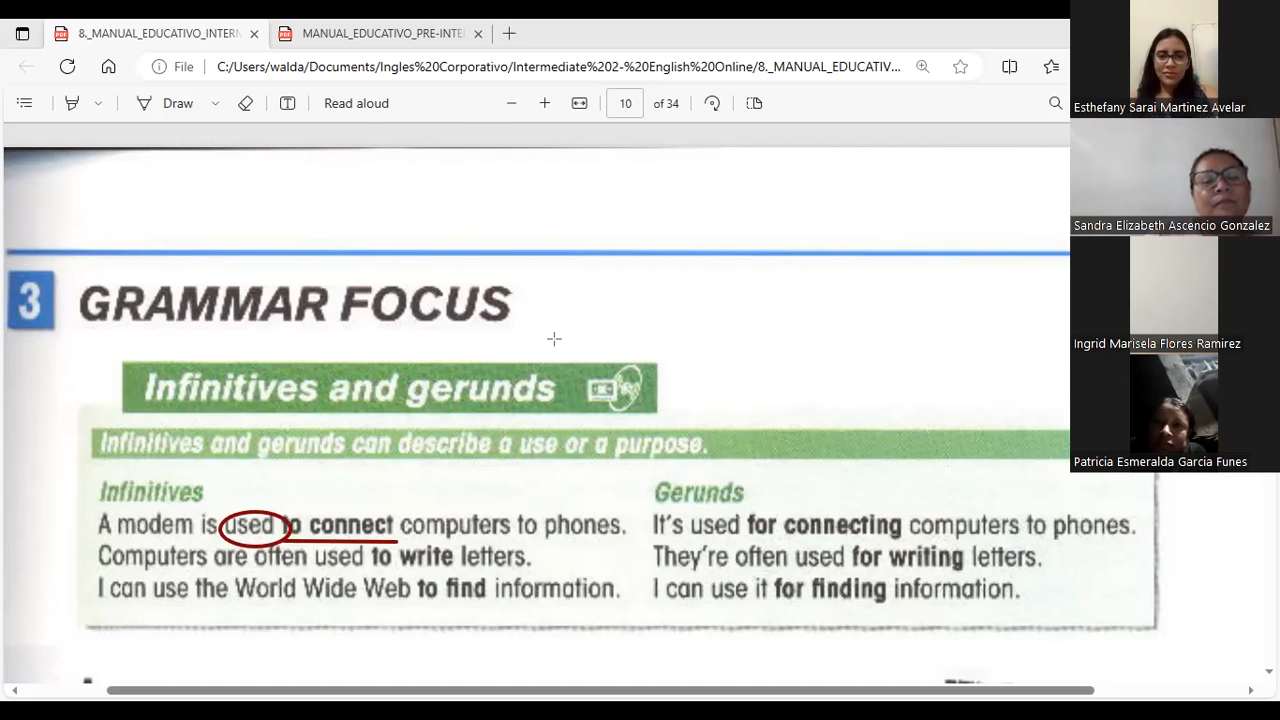 8._MANUAL_EDUCATIVO_INTERN
MANUAL_EDUCATIVO_PRE-INTE
File
C:/Users/walda/Documents/Ingles%20Corporativo/Intermediate%202-%20English%20Online/8._MANUAL_EDUCATIV...
Draw
Read aloud
10 of 34
3 GRAMMAR FOCUS
Infinitives and gerunds
Infinitives and gerunds can describe a use or a purpose.
Infinitives
A modem is used to connect computers to phones.
Computers are often used to write letters.
I can use the World Wide Web to find information.
Gerunds
It's used for connecting computers to phones.
They're often used for writing letters.
I can use it for finding information.
Esthefany Sarai Martinez Avelar
Sandra Elizabeth Ascencio Gonzalez
Ingrid Marisela Flores Ramirez
Patricia Esmeralda Garcia Funes